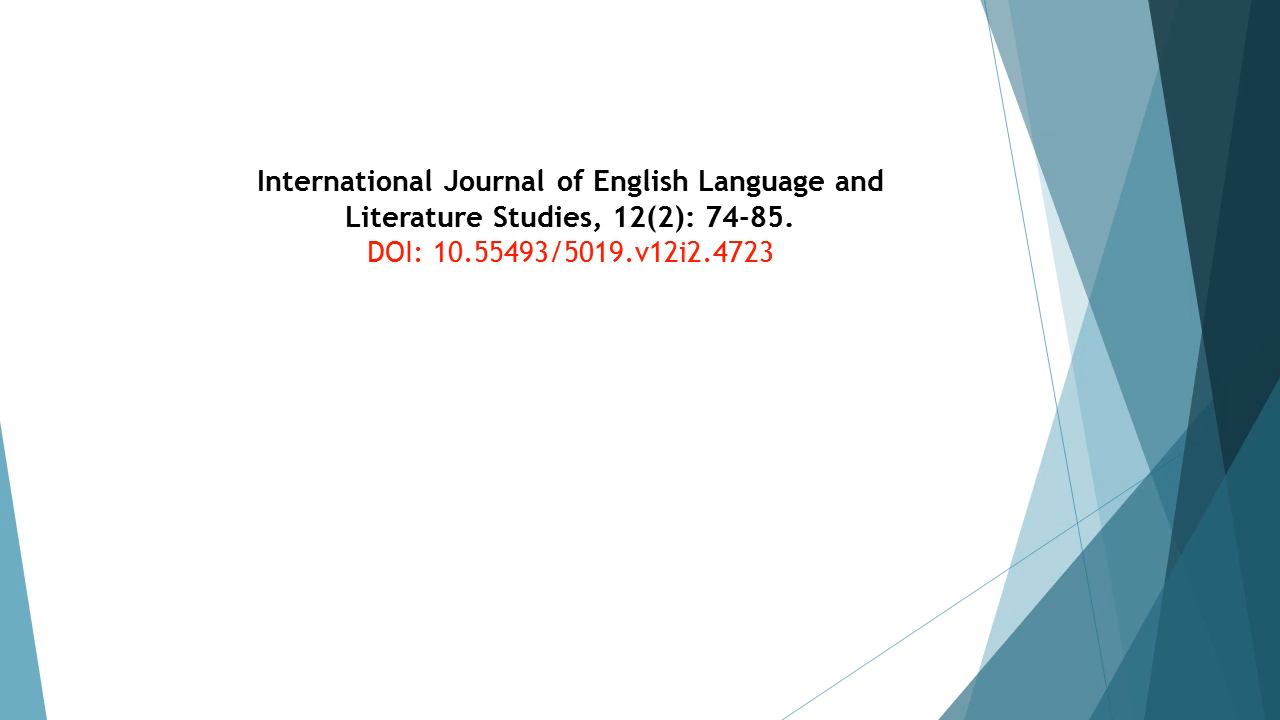 International Journal of English Language and
Literature Studies, 12(2): 74-85.
DOI: 10.55493/5019.v12i2.4723